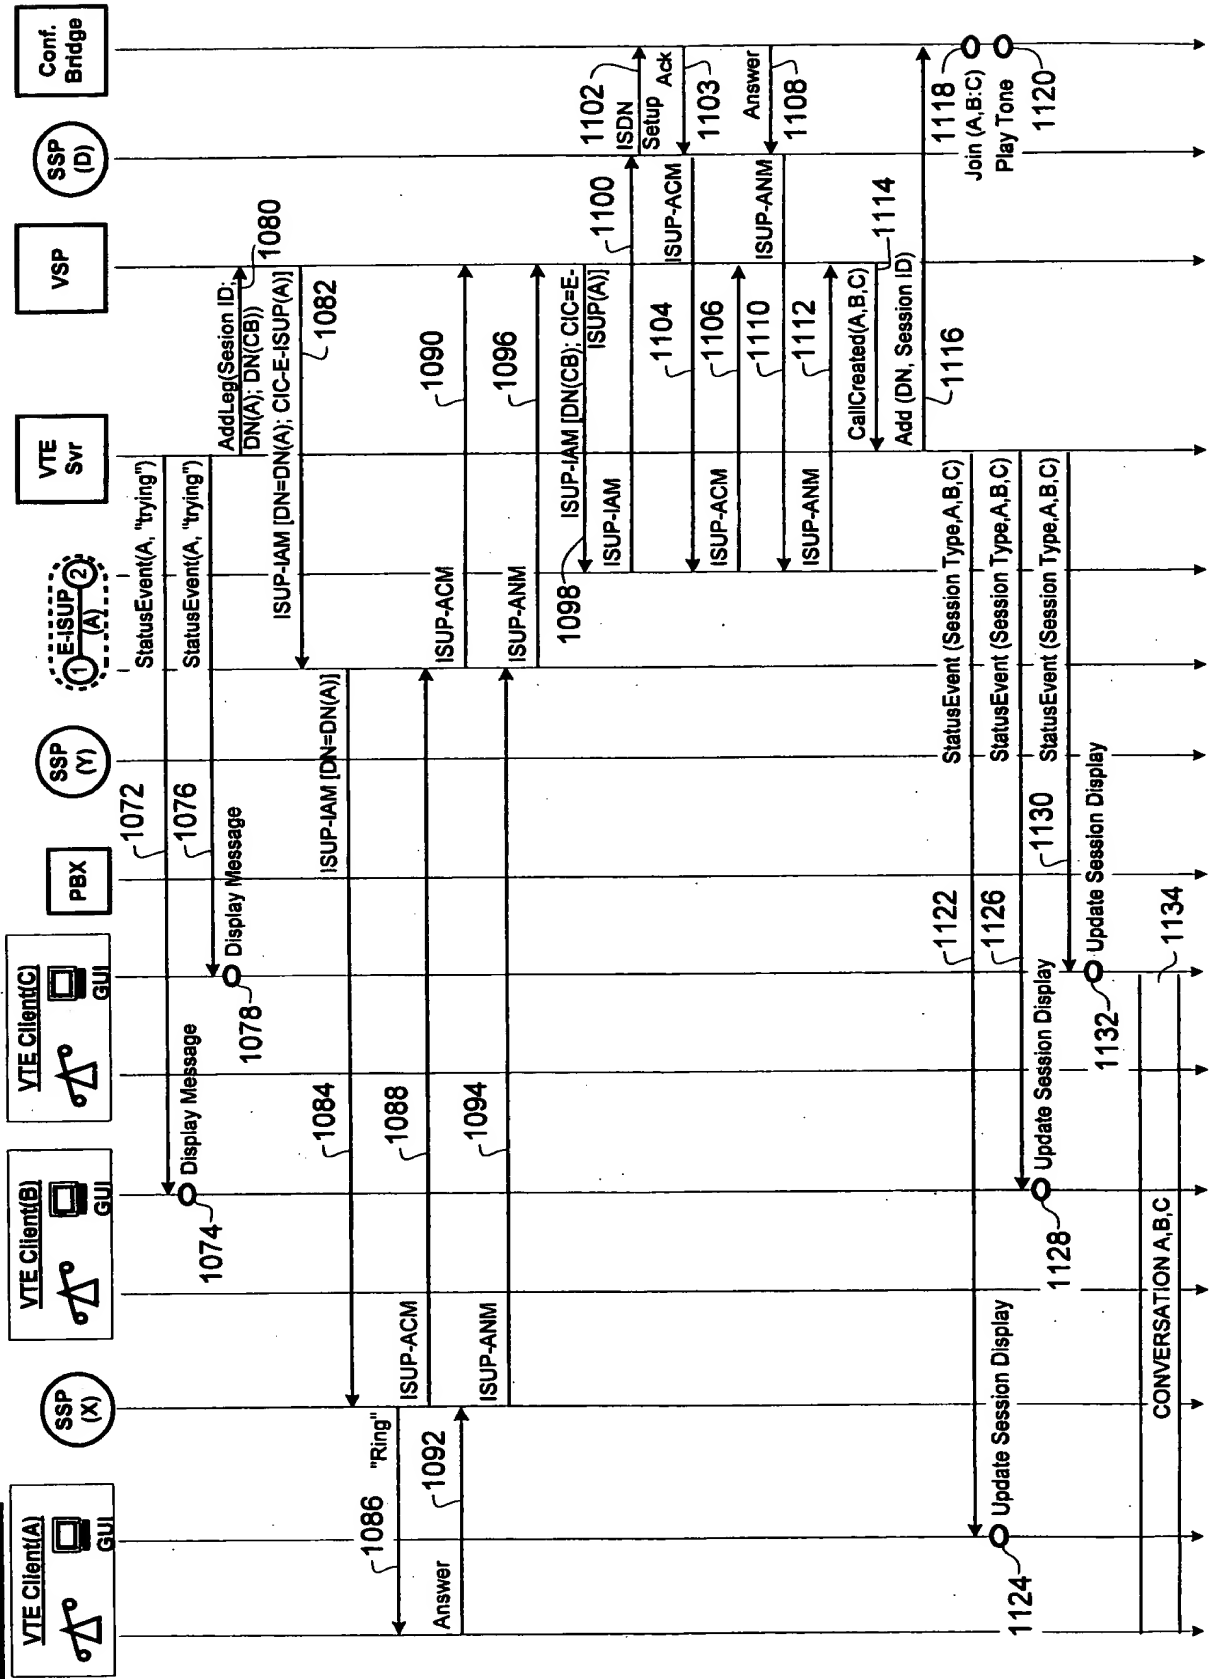 VTE Client(A)
GUI
SSP
(X)
VTE Client(B)
GUI
VTE Client(C)
GUI
PBX
SSP
(Y)
1
E-ISUP
(A)
2
VTE
Svr
VSP
SSP
(D)
Conf.
Bridge
1072
StatusEvent(A, "trying")
1074
Display Message
1076
StatusEvent(A, "trying")
1078
Display Message
AddLeg(Sesion ID;
DN(A); DN(CB))
1080
ISUP-IAM [DN=DN(A); CIC-E-ISUP(A)]
1082
1084
ISUP-IAM [DN=DN(A)]
1086
"Ring"
ISUP-ACM
1088
ISUP-ACM
1090
Answer
1092
ISUP-ANM
1094
ISUP-ANM
1096
1098
ISUP-IAM [DN(CB); CIC=E-
ISUP(A)]
ISUP-IAM
1100
1102
ISDN
Setup
Ack
1103
ISUP-ACM
1104
ISUP-ACM
1106
Answer
1108
ISUP-ANM
1110
ISUP-ANM
1112
CallCreated(A,B,C)
1114
Add (DN, Session ID)
1116
1118
Join (A,B:C)
Play Tone
1120
1122
StatusEvent (Session Type,A,B,C)
1124
Update Session Display
1126
StatusEvent (Session Type,A,B,C)
1128
Update Session Display
1130
StatusEvent (Session Type,A,B,C)
1132
Update Session Display
CONVERSATION A,B,C
1134